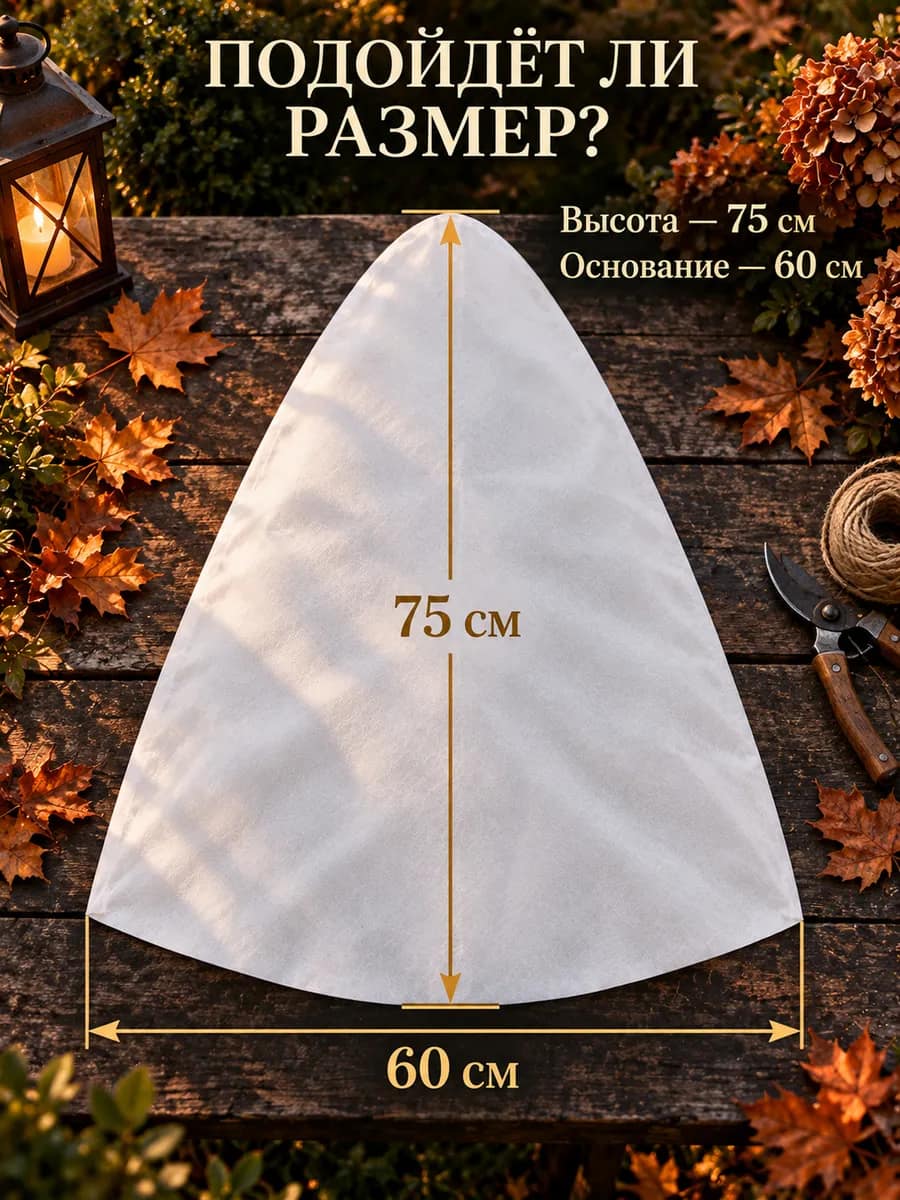 ПОДОЙДЁТ ЛИ
РАЗМЕР?
Высота — 75 см
Основание — 60 см
75 см
60 см